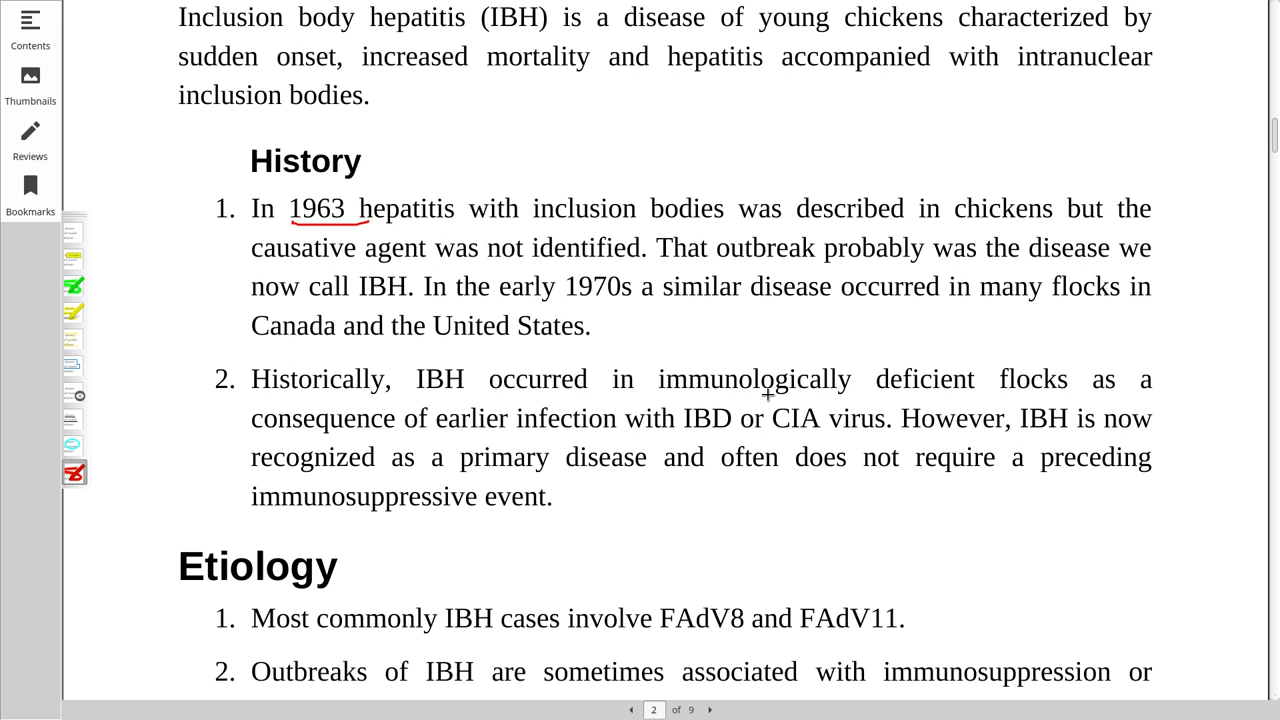 Contents
Thumbnails
Reviews
Bookmarks
Inclusion body hepatitis (IBH) is a disease of young chickens characterized by
sudden onset, increased mortality and hepatitis accompanied with intranuclear
inclusion bodies.
History
1. In 1963 hepatitis with inclusion bodies was described in chickens but the
causative agent was not identified. That outbreak probably was the disease we
now call IBH. In the early 1970s a similar disease occurred in many flocks in
Canada and the United States.
2. Historically, IBH occurred in immunologically deficient flocks as a
consequence of earlier infection with IBD or CIA virus. However, IBH is now
recognized as a primary disease and often does not require a preceding
immunosuppressive event.
Etiology
1. Most commonly IBH cases involve FAdV8 and FAdV11.
2. Outbreaks of IBH are sometimes associated with immunosuppression or
2 of 9